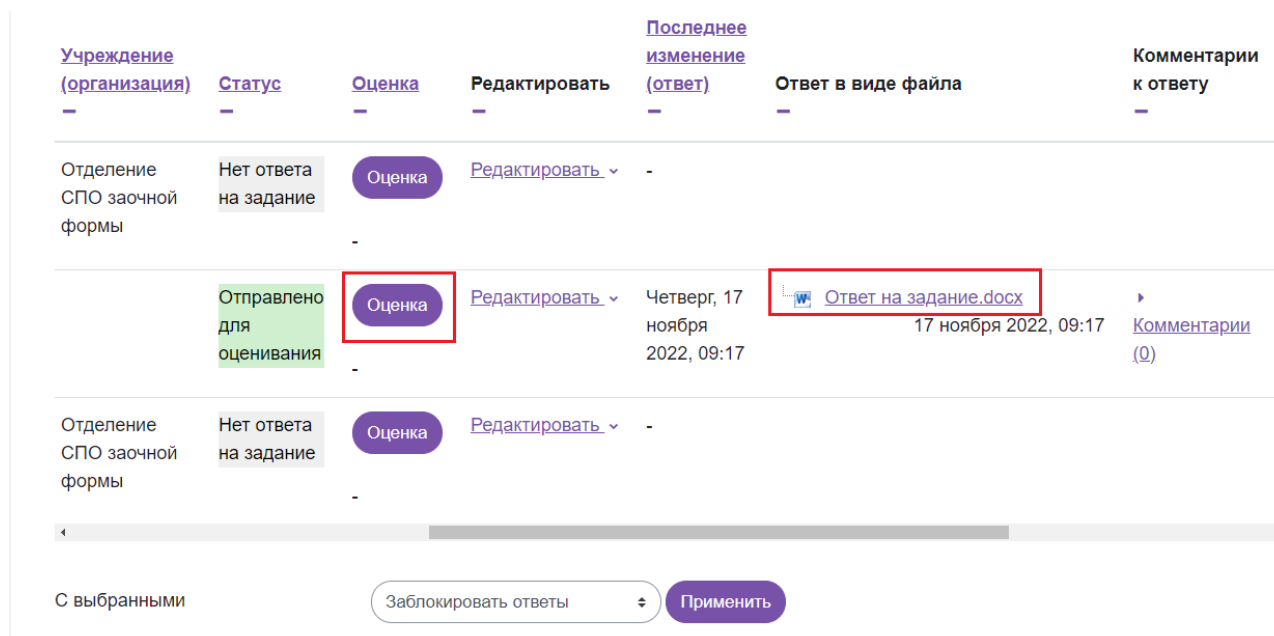 Учреждение
(организация)
Статус
Оценка
Редактировать
Последнее
изменение
(ответ)
Ответ в виде файла
Комментарии
к ответу
Отделение
СПО заочной
формы
Нет ответа
на задание
Оценка
-
Редактировать
-
Отправлено
для
оценивания
Оценка
-
Редактировать
Четверг, 17
ноября
2022, 09:17
Ответ на задание.docx
17 ноября 2022, 09:17
Комментарии
(0)
Отделение
СПО заочной
формы
Нет ответа
на задание
Оценка
-
Редактировать
-
С выбранными
Заблокировать ответы
Применить